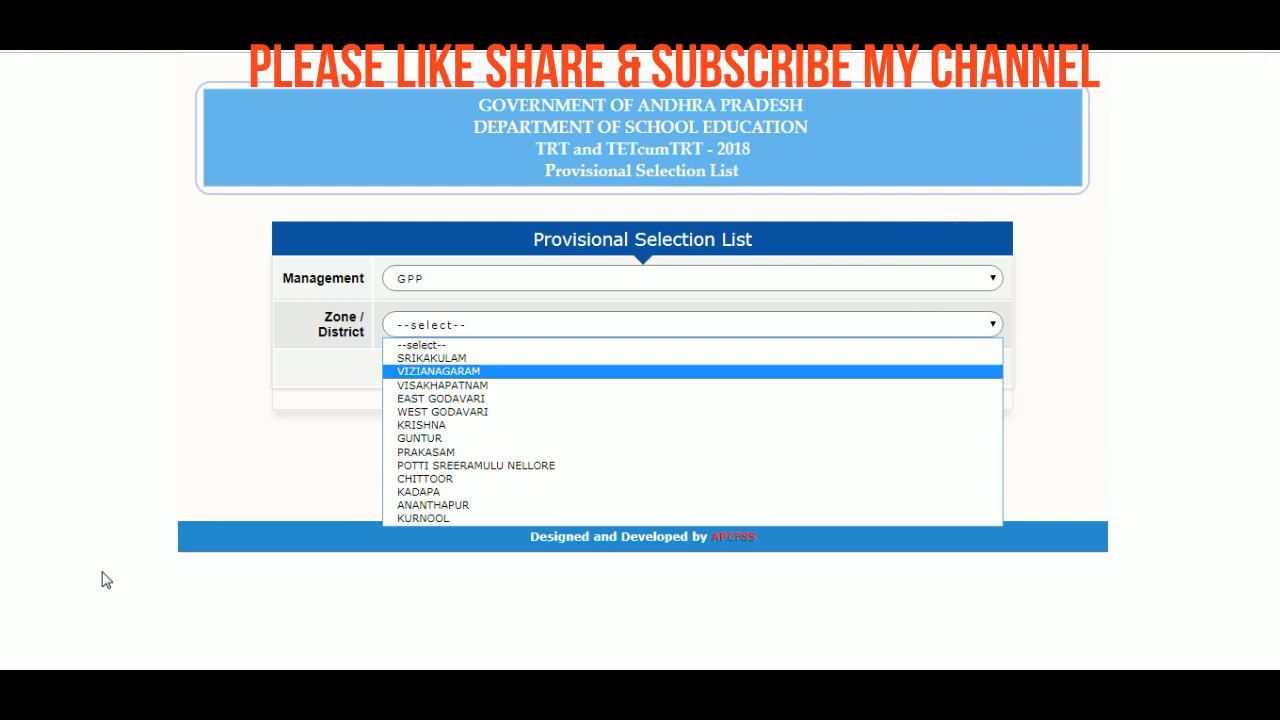 PLEASE LIKE SHARE & SUBSCRIBE MY CHANNEL
GOVERNMENT OF ANDHRA PRADESH
DEPARTMENT OF SCHOOL EDUCATION
TRT and TETcumTRT - 2018
Provisional Selection List
Provisional Selection List
Management
GPP
Zone /
District
--select--
--select--
SRIKAKULAM
VIZIANAGARAM
VISAKHAPATNAM
EAST GODAVARI
WEST GODAVARI
KRISHNA
GUNTUR
PRAKASAM
POTTI SREERAMULU NELLORE
CHITTOOR
KADAPA
ANANTHAPUR
KURNOOL
Designed and Developed by APCFSS